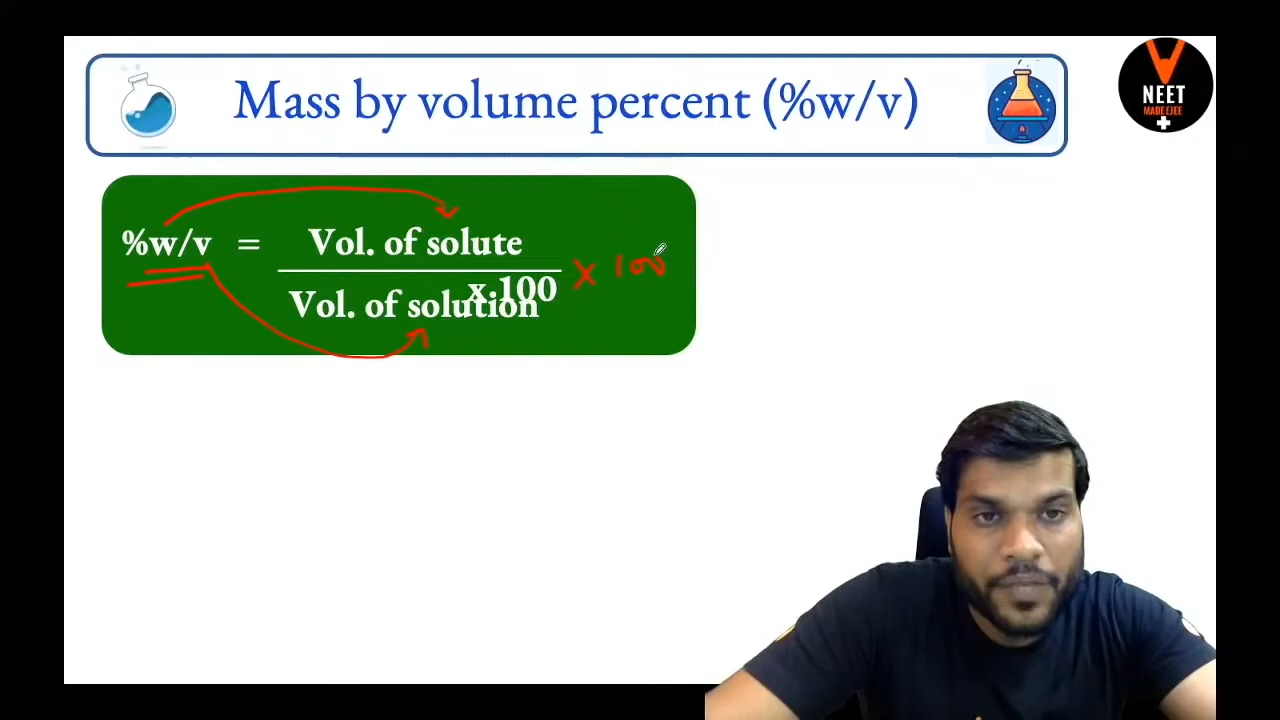 Mass by volume percent (%w/v)
NEET
MADE EJEE
%w/v = Vol. of solute
x 100
Vol. of solution
x 100